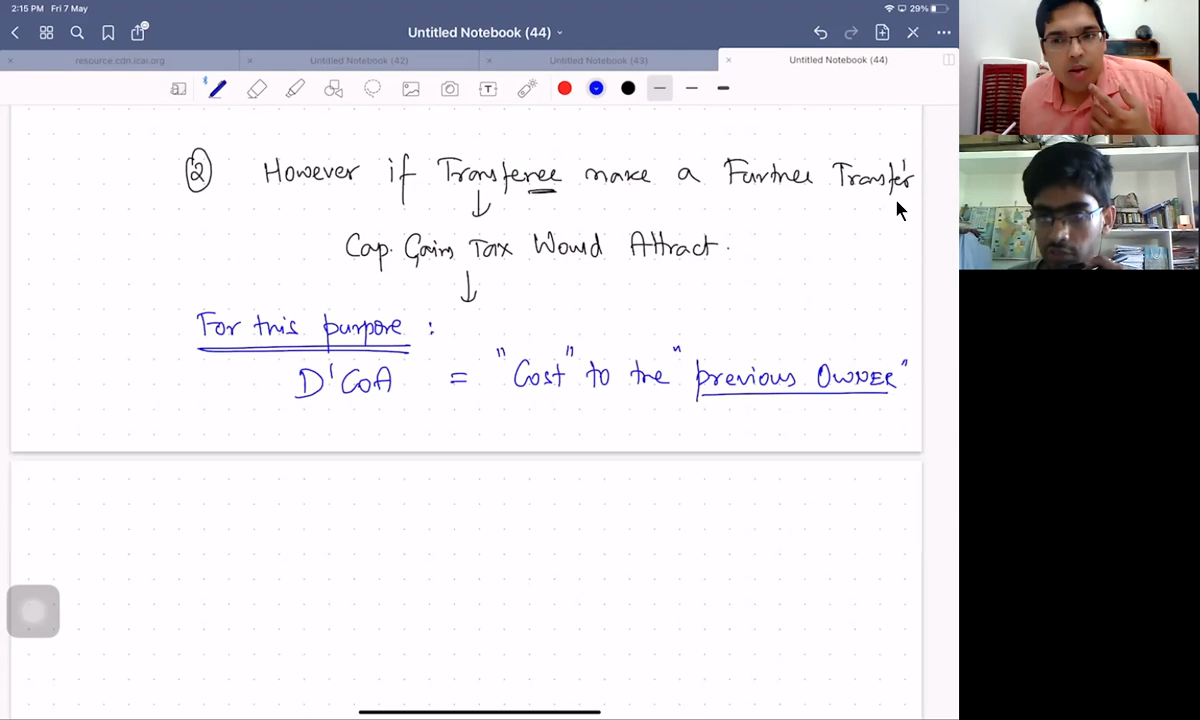 2:15 PM Fri 7 May
29%
Untitled Notebook (44)
resource.cdn.icai.org
Untitled Notebook (42)
Untitled Notebook (43)
Untitled Notebook (44)
② However if Transferee make a Further Transfer
Cap. Gains Tax Would Attract.
For this purpose :
D'CoA = "Cost" to the "previous OWNER"